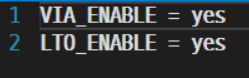 1 VIA_ENABLE = yes
2 LTO_ENABLE = yes